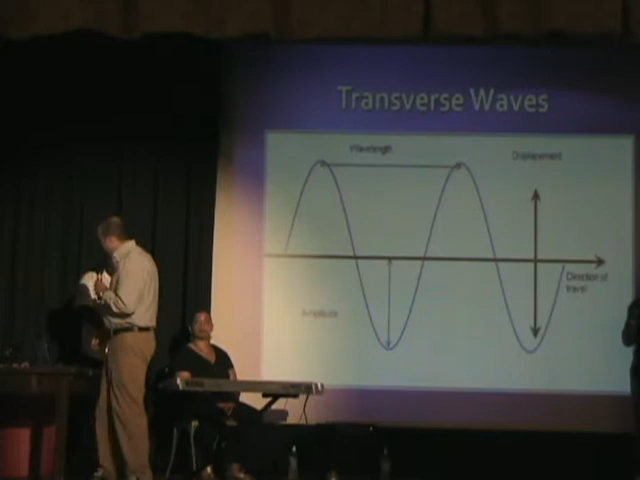 Transverse Waves
Wavelength
Displacement
Direction of
travel
Amplitude